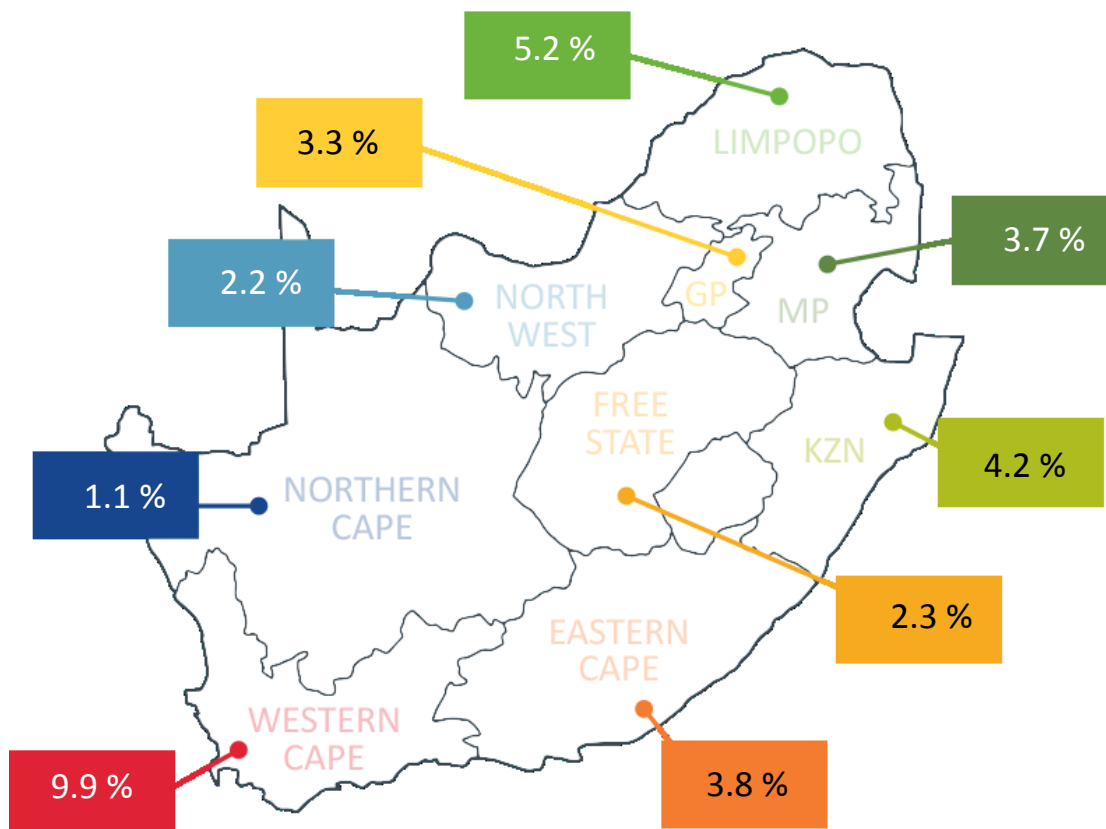 5.2 %
LIMPOPO
3.3 %
3.7 %
2.2 %
NORTH
WEST
GP
MP
FREE
STATE
KZN
4.2 %
1.1 %
NORTHERN
CAPE
2.3 %
EASTERN
CAPE
WESTERN
CAPE
9.9 %
3.8 %